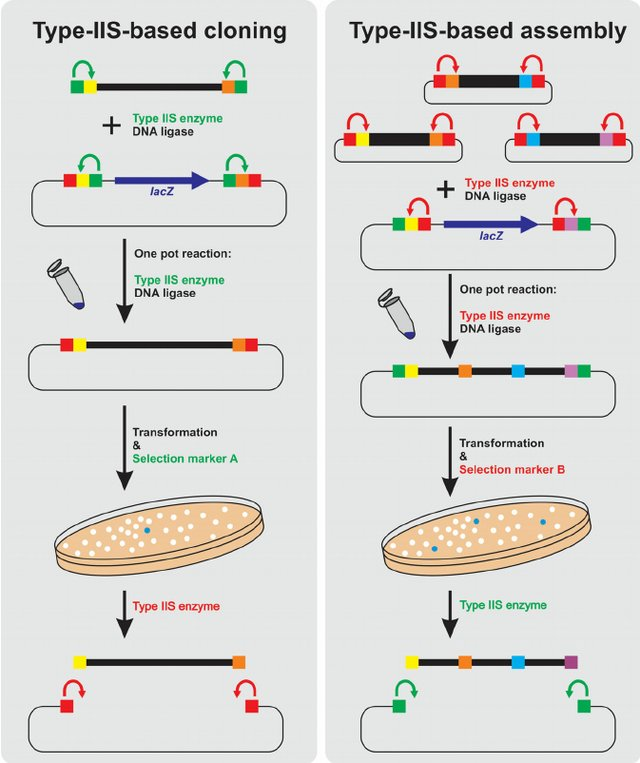 Type-IIS-based cloning
Type IIS enzyme
DNA ligase
lacZ
One pot reaction:
Type IIS enzyme
DNA ligase
Transformation
&
Selection marker A
Type IIS enzyme
Type-IIS-based assembly
Type IIS enzyme
DNA ligase
lacZ
One pot reaction:
Type IIS enzyme
DNA ligase
Transformation
&
Selection marker B
Type IIS enzyme